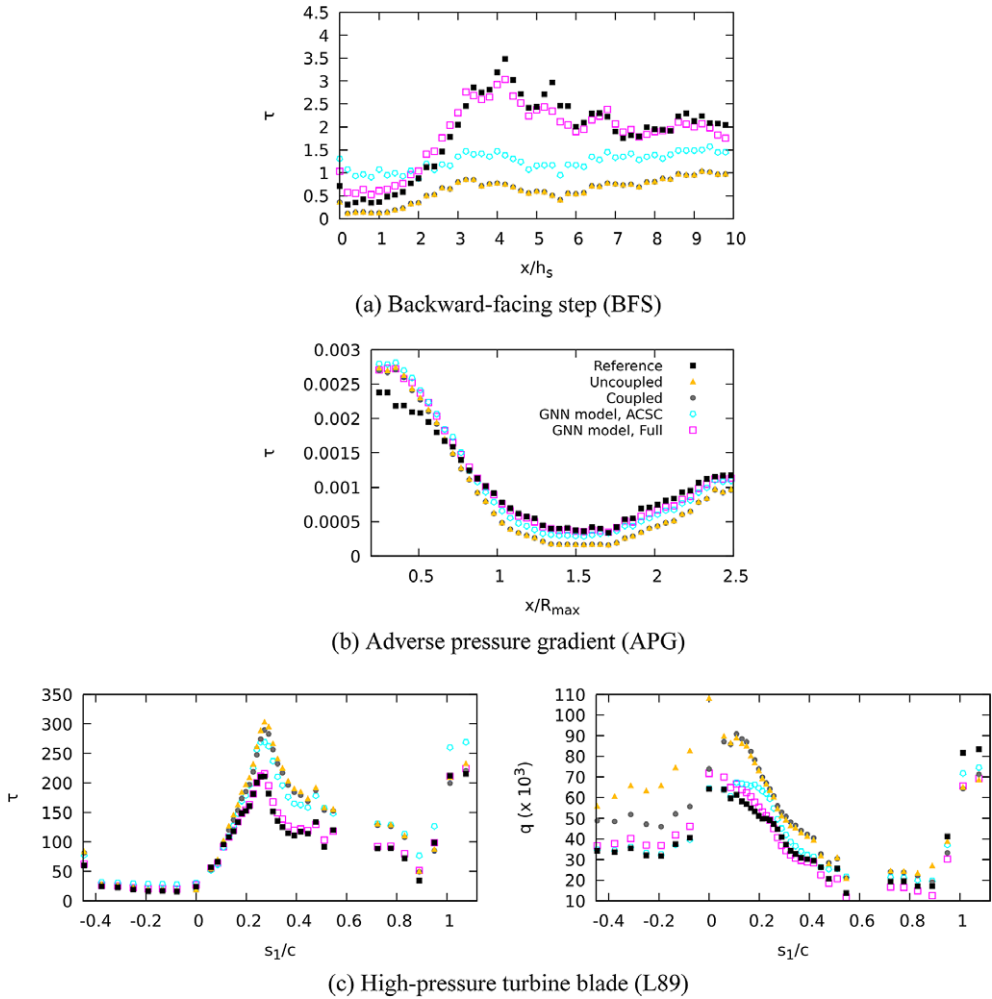 4.5
4
3.5
3
2.5
2
1.5
1
0.5
0
τ
0 1 2 3 4 5 6 7 8 9 10
x/hs
(a) Backward-facing step (BFS)
0.003
0.0025
0.002
0.0015
0.001
0.0005
0
τ
Reference
Uncoupled
Coupled
GNN model, ACSC
GNN model, Full
0.5 1 1.5 2 2.5
x/Rmax
(b) Adverse pressure gradient (APG)
350
300
250
200
150
100
50
0
τ
-0.4 -0.2 0 0.2 0.4 0.6 0.8 1
s1/c
110
100
90
80
70
60
50
40
30
20
10
q (x 10³)
-0.4 -0.2 0 0.2 0.4 0.6 0.8 1
s1/c
(c) High-pressure turbine blade (L89)